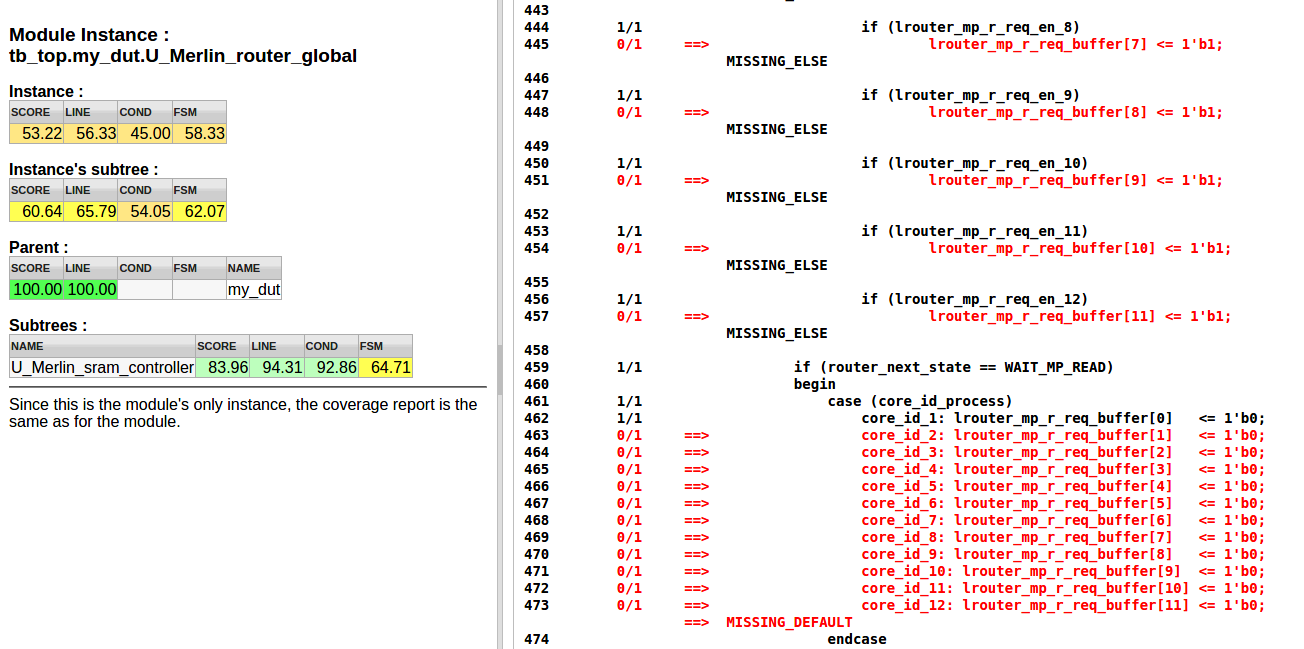 Module Instance :
tb_top.my_dut.U_Merlin_router_global
Instance :
SCORE LINE COND FSM
53.22 56.33 45.00 58.33
Instance's subtree :
SCORE LINE COND FSM
60.64 65.79 54.05 62.07
Parent :
SCORE LINE COND FSM NAME
100.00 100.00 my_dut
Subtrees :
NAME SCORE LINE COND FSM
U_Merlin_sram_controller 83.96 94.31 92.86 64.71
Since this is the module's only instance, the coverage report is the
same as for the module.
443
444 1/1 if (lrouter_mp_r_req_en_8)
445 0/1 ==> lrouter_mp_r_req_buffer[7] <= 1'b1;
MISSING_ELSE
446
447 1/1 if (lrouter_mp_r_req_en_9)
448 0/1 ==> lrouter_mp_r_req_buffer[8] <= 1'b1;
MISSING_ELSE
449
450 1/1 if (lrouter_mp_r_req_en_10)
451 0/1 ==> lrouter_mp_r_req_buffer[9] <= 1'b1;
MISSING_ELSE
452
453 1/1 if (lrouter_mp_r_req_en_11)
454 0/1 ==> lrouter_mp_r_req_buffer[10] <= 1'b1;
MISSING_ELSE
455
456 1/1 if (lrouter_mp_r_req_en_12)
457 0/1 ==> lrouter_mp_r_req_buffer[11] <= 1'b1;
MISSING_ELSE
458
459 1/1 if (router_next_state == WAIT_MP_READ)
460 begin
461 1/1 case (core_id_process)
462 1/1 core_id_1: lrouter_mp_r_req_buffer[0] <= 1'b0;
463 0/1 ==> core_id_2: lrouter_mp_r_req_buffer[1] <= 1'b0;
464 0/1 ==> core_id_3: lrouter_mp_r_req_buffer[2] <= 1'b0;
465 0/1 ==> core_id_4: lrouter_mp_r_req_buffer[3] <= 1'b0;
466 0/1 ==> core_id_5: lrouter_mp_r_req_buffer[4] <= 1'b0;
467 0/1 ==> core_id_6: lrouter_mp_r_req_buffer[5] <= 1'b0;
468 0/1 ==> core_id_7: lrouter_mp_r_req_buffer[6] <= 1'b0;
469 0/1 ==> core_id_8: lrouter_mp_r_req_buffer[7] <= 1'b0;
470 0/1 ==> core_id_9: lrouter_mp_r_req_buffer[8] <= 1'b0;
471 0/1 ==> core_id_10: lrouter_mp_r_req_buffer[9] <= 1'b0;
472 0/1 ==> core_id_11: lrouter_mp_r_req_buffer[10] <= 1'b0;
473 0/1 ==> core_id_12: lrouter_mp_r_req_buffer[11] <= 1'b0;
==> MISSING_DEFAULT
474 endcase